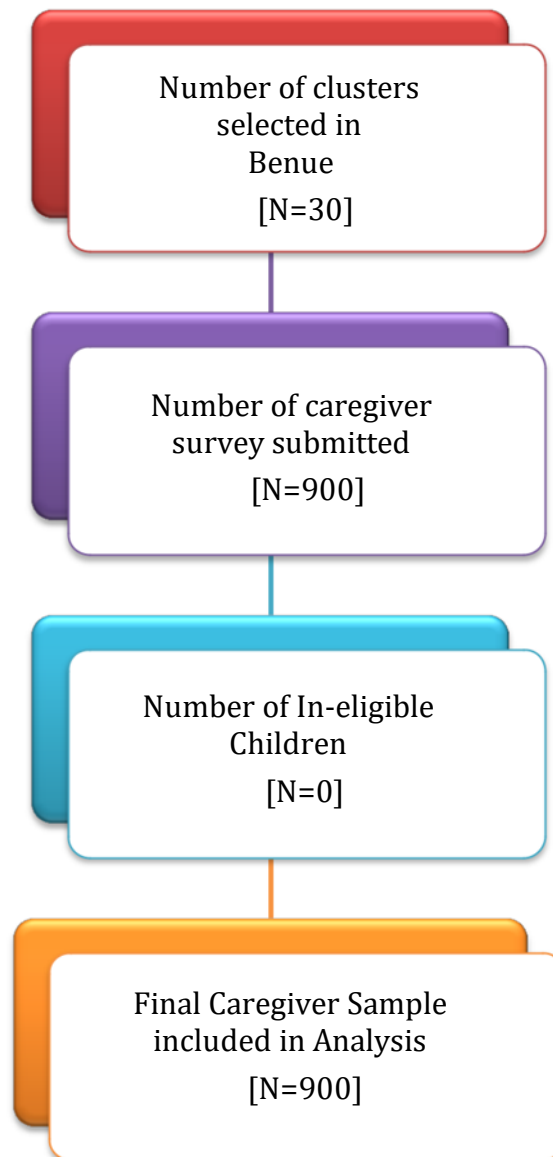 Number of clusters
selected in
Benue
[N=30]
Number of caregiver
survey submitted
[N=900]
Number of In-eligible
Children
[N=0]
Final Caregiver Sample
included in Analysis
[N=900]